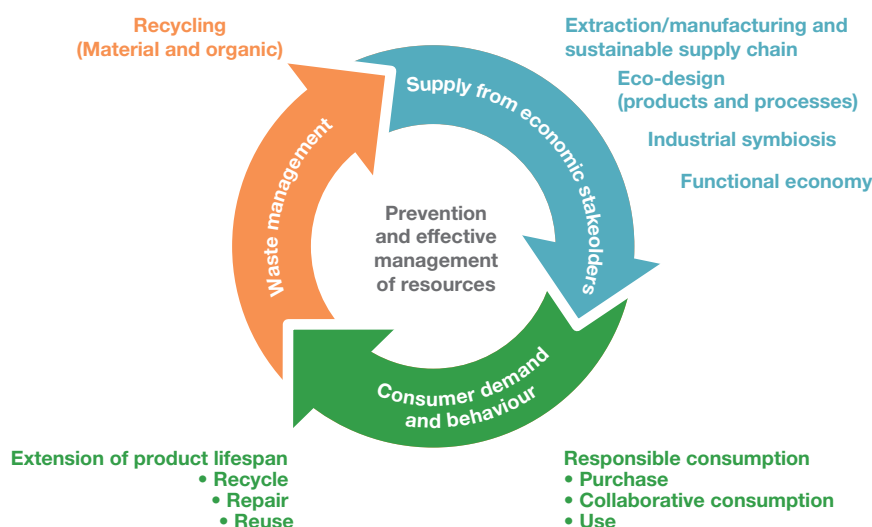 Recycling
(Material and organic)
Extraction/manufacturing and
sustainable supply chain
Eco-design
(products and processes)
Industrial symbiosis
Functional economy
Supply from economic stakeolders
Waste management
Prevention
and effective
management
of resources
Consumer demand
and behaviour
Extension of product lifespan
• Recycle
• Repair
• Reuse
Responsible consumption
• Purchase
• Collaborative consumption
• Use